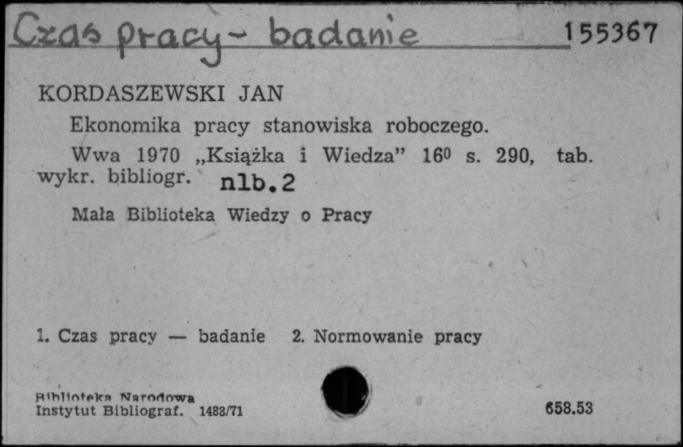 Czas pracy - badanie 155367
KORDASZEWSKI JAN
Ekonomika pracy stanowiska roboczego.
Wwa 1970 „Książka i Wiedza” 16⁰ s. 290, tab.
wykr. bibliogr. nlb.2
Mała Biblioteka Wiedzy o Pracy
1. Czas pracy — badanie 2. Normowanie pracy
Biblioteka Narodowa
Instytut Bibliograf. 1483/71 658.53